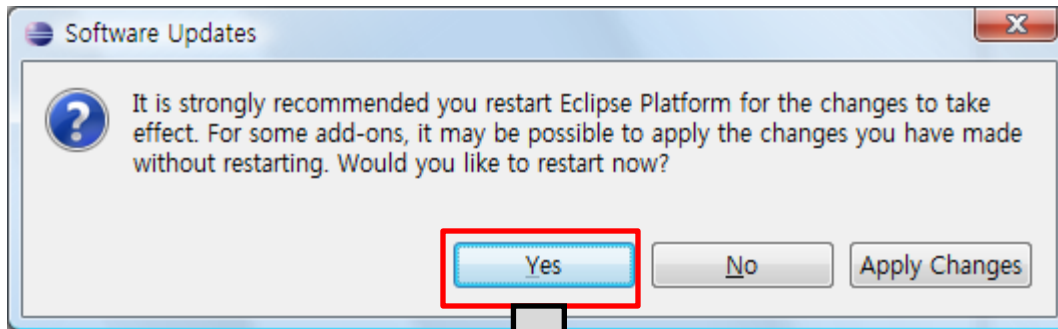 Software Updates
It is strongly recommended you restart Eclipse Platform for the changes to take
effect. For some add-ons, it may be possible to apply the changes you have made
without restarting. Would you like to restart now?
Yes No Apply Changes